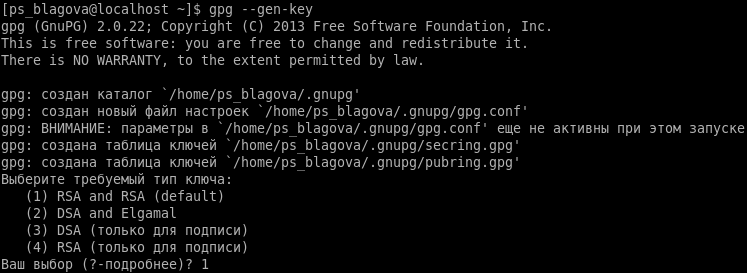 [ps_blagova@localhost ~]$ gpg --gen-key
gpg (GnuPG) 2.0.22; Copyright (C) 2013 Free Software Foundation, Inc.
This is free software: you are free to change and redistribute it.
There is NO WARRANTY, to the extent permitted by law.

gpg: создан каталог `/home/ps_blagova/.gnupg'
gpg: создан новый файл настроек `/home/ps_blagova/.gnupg/gpg.conf'
gpg: ВНИМАНИЕ: параметры в `/home/ps_blagova/.gnupg/gpg.conf' еще не активны при этом запуске
gpg: создана таблица ключей `/home/ps_blagova/.gnupg/secring.gpg'
gpg: создана таблица ключей `/home/ps_blagova/.gnupg/pubring.gpg'
Выберите требуемый тип ключа:
   (1) RSA and RSA (default)
   (2) DSA and Elgamal
   (3) DSA (только для подписи)
   (4) RSA (только для подписи)
Ваш выбор (?-подробнее)? 1